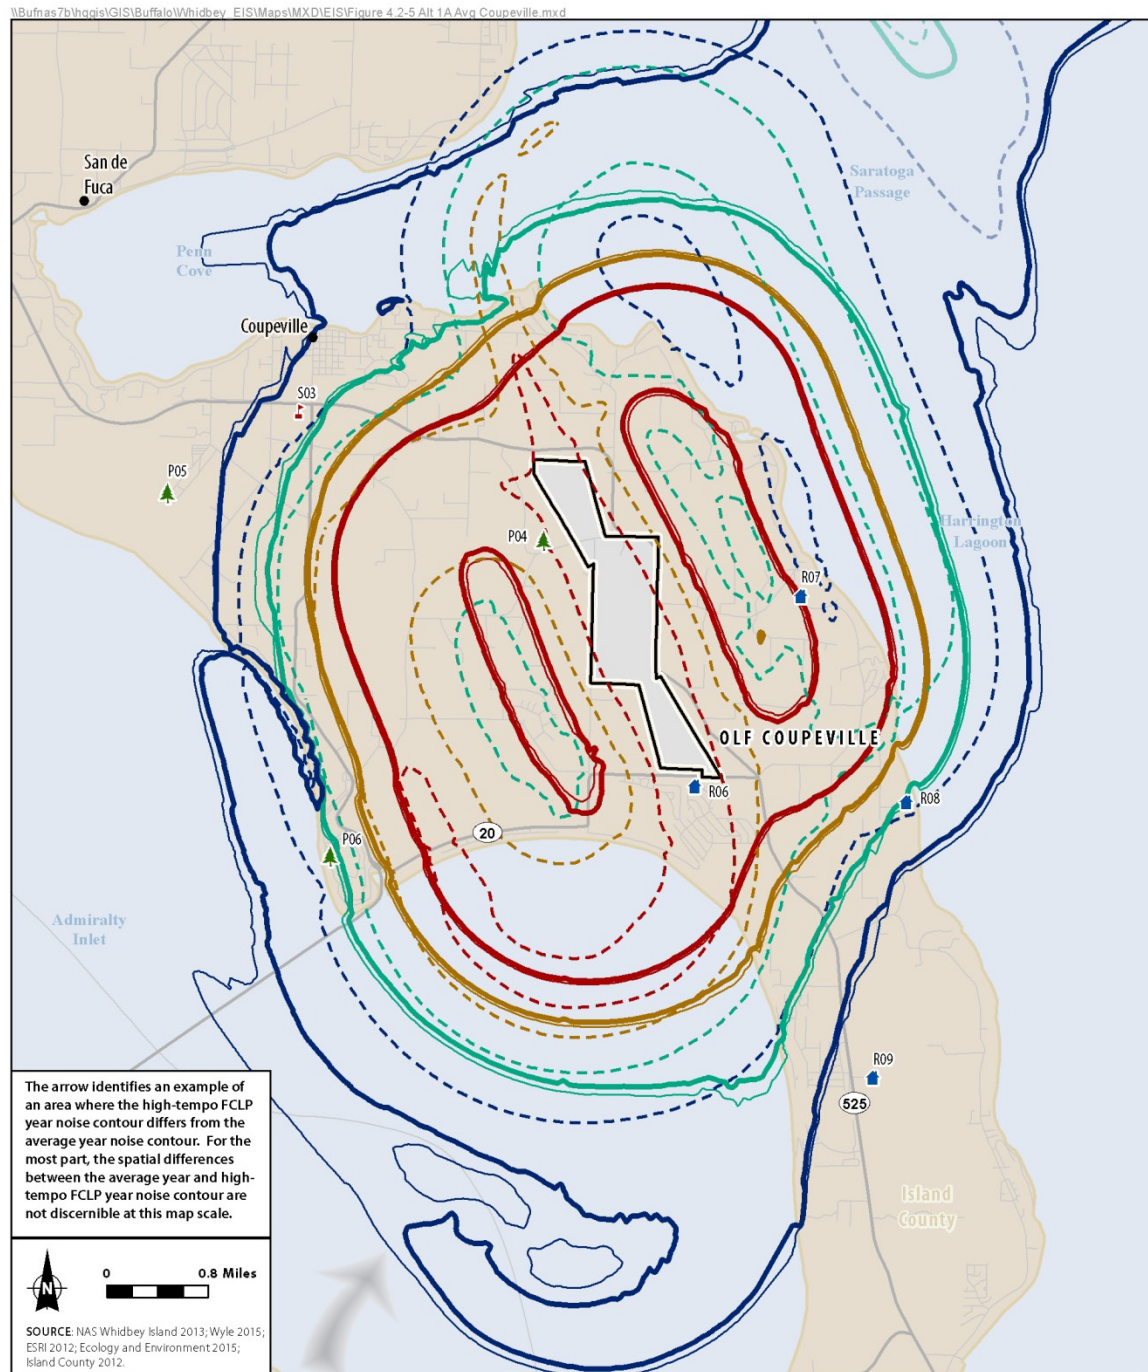 \\Bufnas7b\hqgis\GIS\Buffalo\Whidbey_EIS\Maps\MXD\EIS\Figure 4.2-5 Alt 1A Avg Coupeville.mxd
San de
Fuca
Saratoga
Passage
Penn
Cove
Coupeville
S03
P05
P04
Harrington
Lagoon
R07
OLF COUPEVILLE
R06
R08
20
P06
Admiralty
Inlet
R09
525
The arrow identifies an example of
an area where the high-tempo FCLP
year noise contour differs from the
average year noise contour. For the
most part, the spatial differences
between the average year and high-
tempo FCLP year noise contour are
not discernible at this map scale.
Island
County
N
0 0.8 Miles
SOURCE: NAS Whidbey Island 2013; Wyle 2015;
ESRI 2012; Ecology and Environment 2015;
Island County 2012.